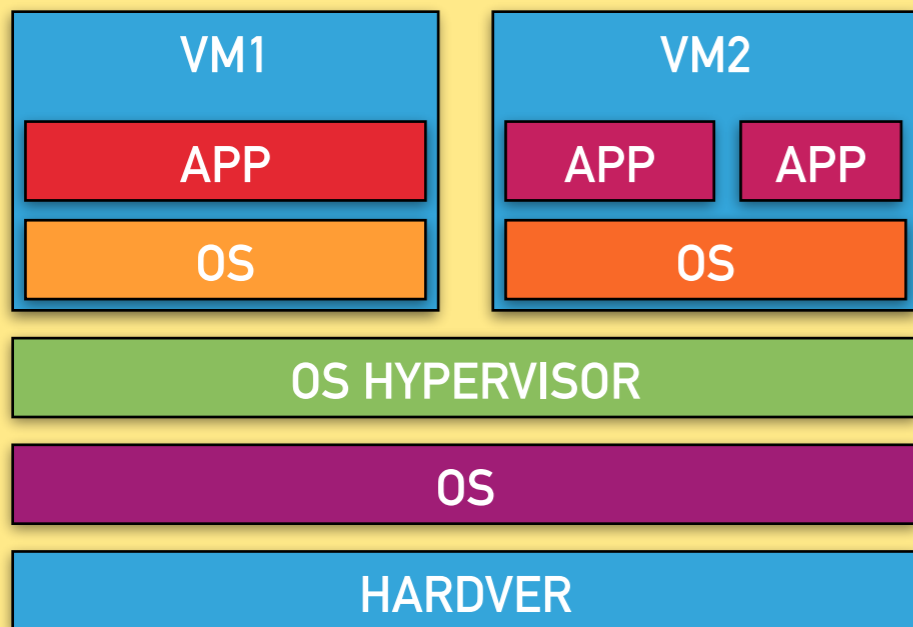 VM1
APP
OS
VM2
APP
APP
OS
OS HYPERVISOR
OS
HARDVER